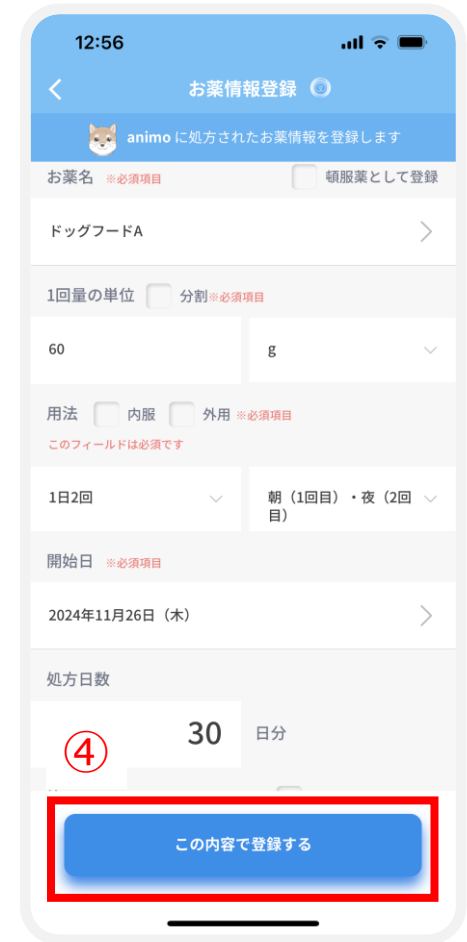 12:56
お薬情報登録
animo に処方されたお薬情報を登録します
お薬名 ※必須項目 頓服薬として登録
ドッグフードA
1回量の単位 分割※必須項目
60 g
用法 内服 外用 ※必須項目
このフィールドは必須です
1日2回 朝（1回目）・夜（2回
目）
開始日 ※必須項目
2024年11月26日（木）
処方日数
30 日分
④
この内容で登録する